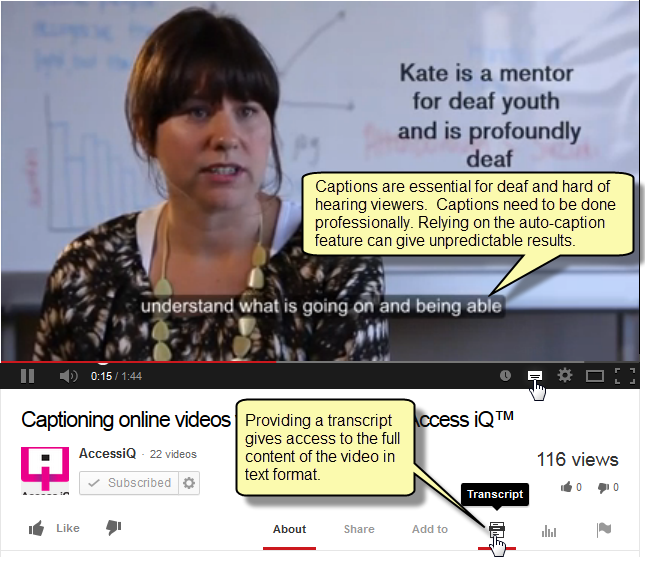 Kate is a mentor
for deaf youth
and is profoundly
deaf
Captions are essential for deaf and hard of
hearing viewers.  Captions need to be done
professionally. Relying on the auto-caption
feature can give unpredictable results.
understand what is going on and being able
0:15 / 1:44
Captioning online videos
Access iQ™
Providing a transcript
gives access to the full
content of the video in
text format.
AccessiQ · 22 videos
Subscribed
116 views
0 0
Transcript
Like
About Share Add to